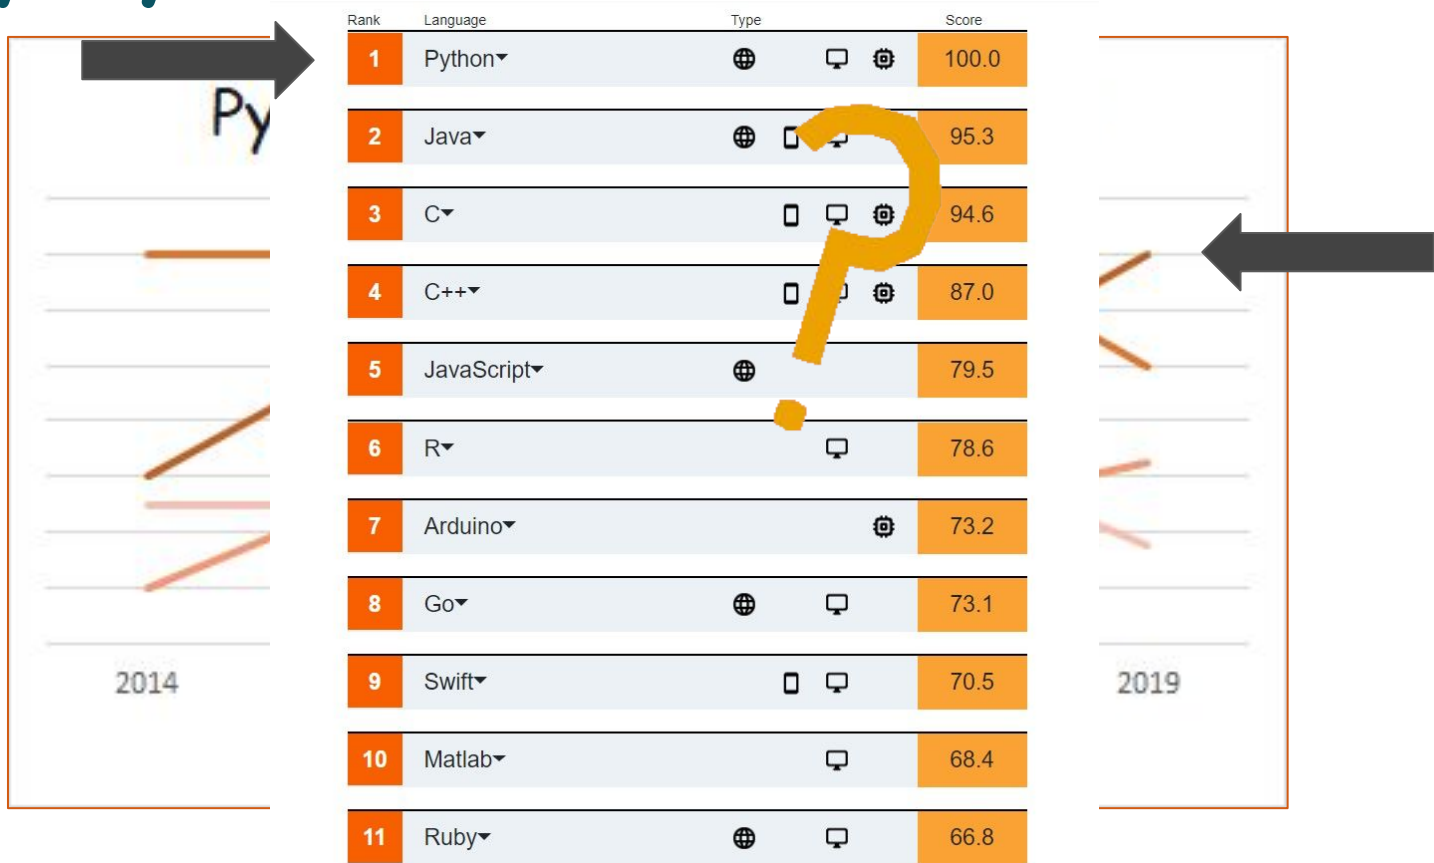 Rank Language Type Score
1 Python 100.0
Py
2 Java 95.3
3 C 94.6
4 C++ 87.0
5 JavaScript 79.5
6 R 78.6
7 Arduino 73.2
8 Go 73.1
9 Swift 70.5
2014 2019
10 Matlab 68.4
11 Ruby 66.8